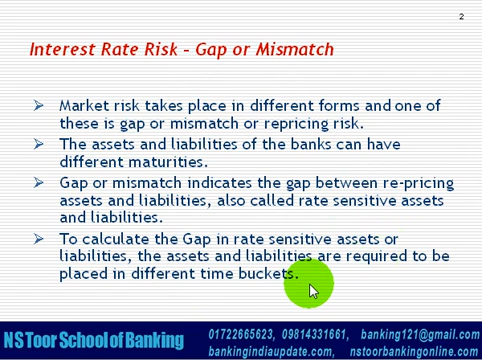 2
Interest Rate Risk – Gap or Mismatch
Market risk takes place in different forms and one of
these is gap or mismatch or repricing risk.
The assets and liabilities of the banks can have
different maturities.
Gap or mismatch indicates the gap between re-pricing
assets and liabilities, also called rate sensitive assets
and liabilities.
To calculate the Gap in rate sensitive assets or
liabilities, the assets and liabilities are required to be
placed in different time buckets.
NS Toor School of Banking
01722665623, 09814331661, banking121@gmail.com
bankingindiaupdate.com, nstoorbankingonline.com